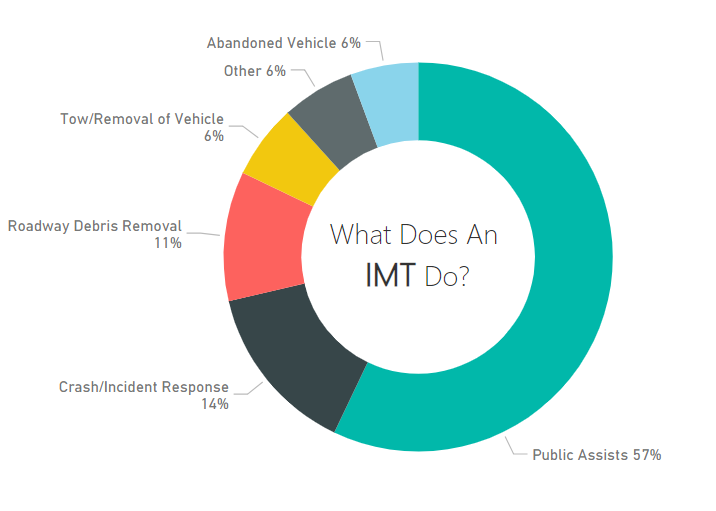 Abandoned Vehicle 6%
Other 6%
Tow/Removal of Vehicle
6%
Roadway Debris Removal
11%
What Does An
IMT Do?
Crash/Incident Response
14%
Public Assists 57%